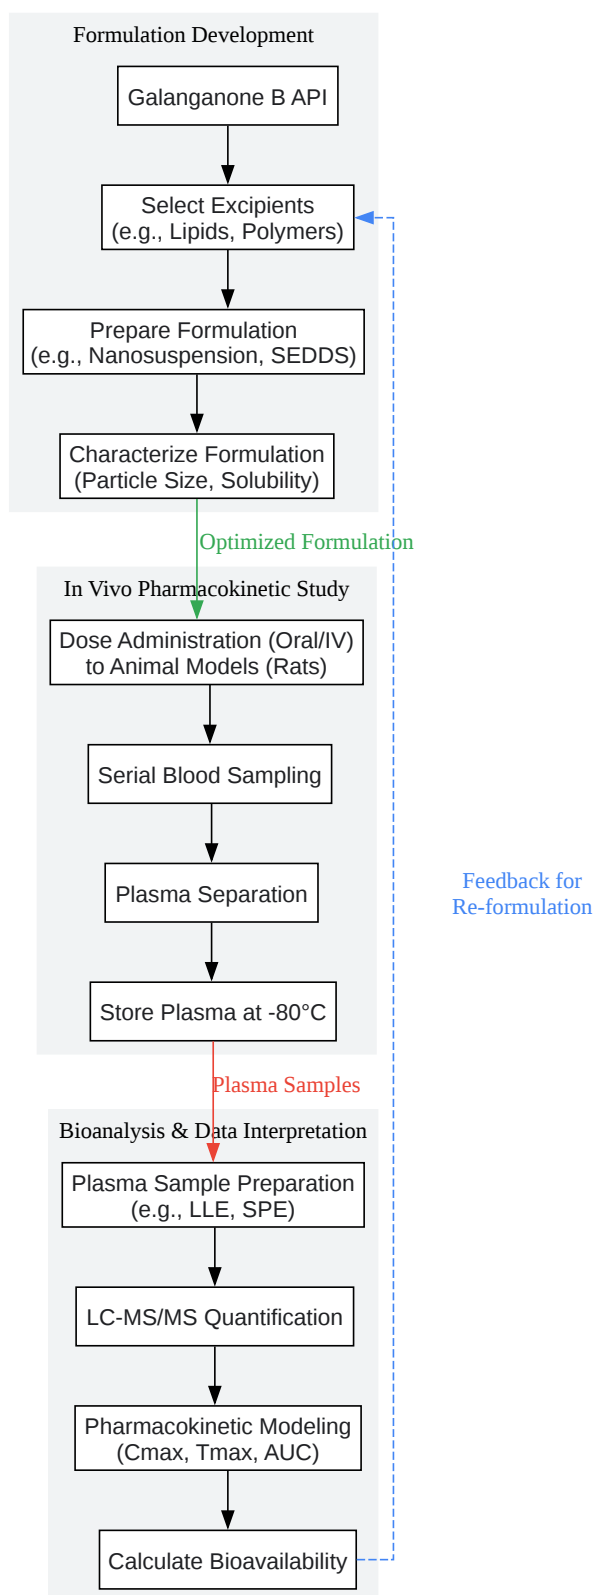 Formulation Development
Galanganone B API
Select Excipients
(e.g., Lipids, Polymers)
Prepare Formulation
(e.g., Nanosuspension, SEDDS)
Characterize Formulation
(Particle Size, Solubility)
Optimized Formulation
In Vivo Pharmacokinetic Study
Dose Administration (Oral/IV)
to Animal Models (Rats)
Serial Blood Sampling
Plasma Separation
Feedback for
Re-formulation
Store Plasma at -80°C
Plasma Samples
Bioanalysis & Data Interpretation
Plasma Sample Preparation
(e.g., LLE, SPE)
LC-MS/MS Quantification
Pharmacokinetic Modeling
(Cmax, Tmax, AUC)
Calculate Bioavailability